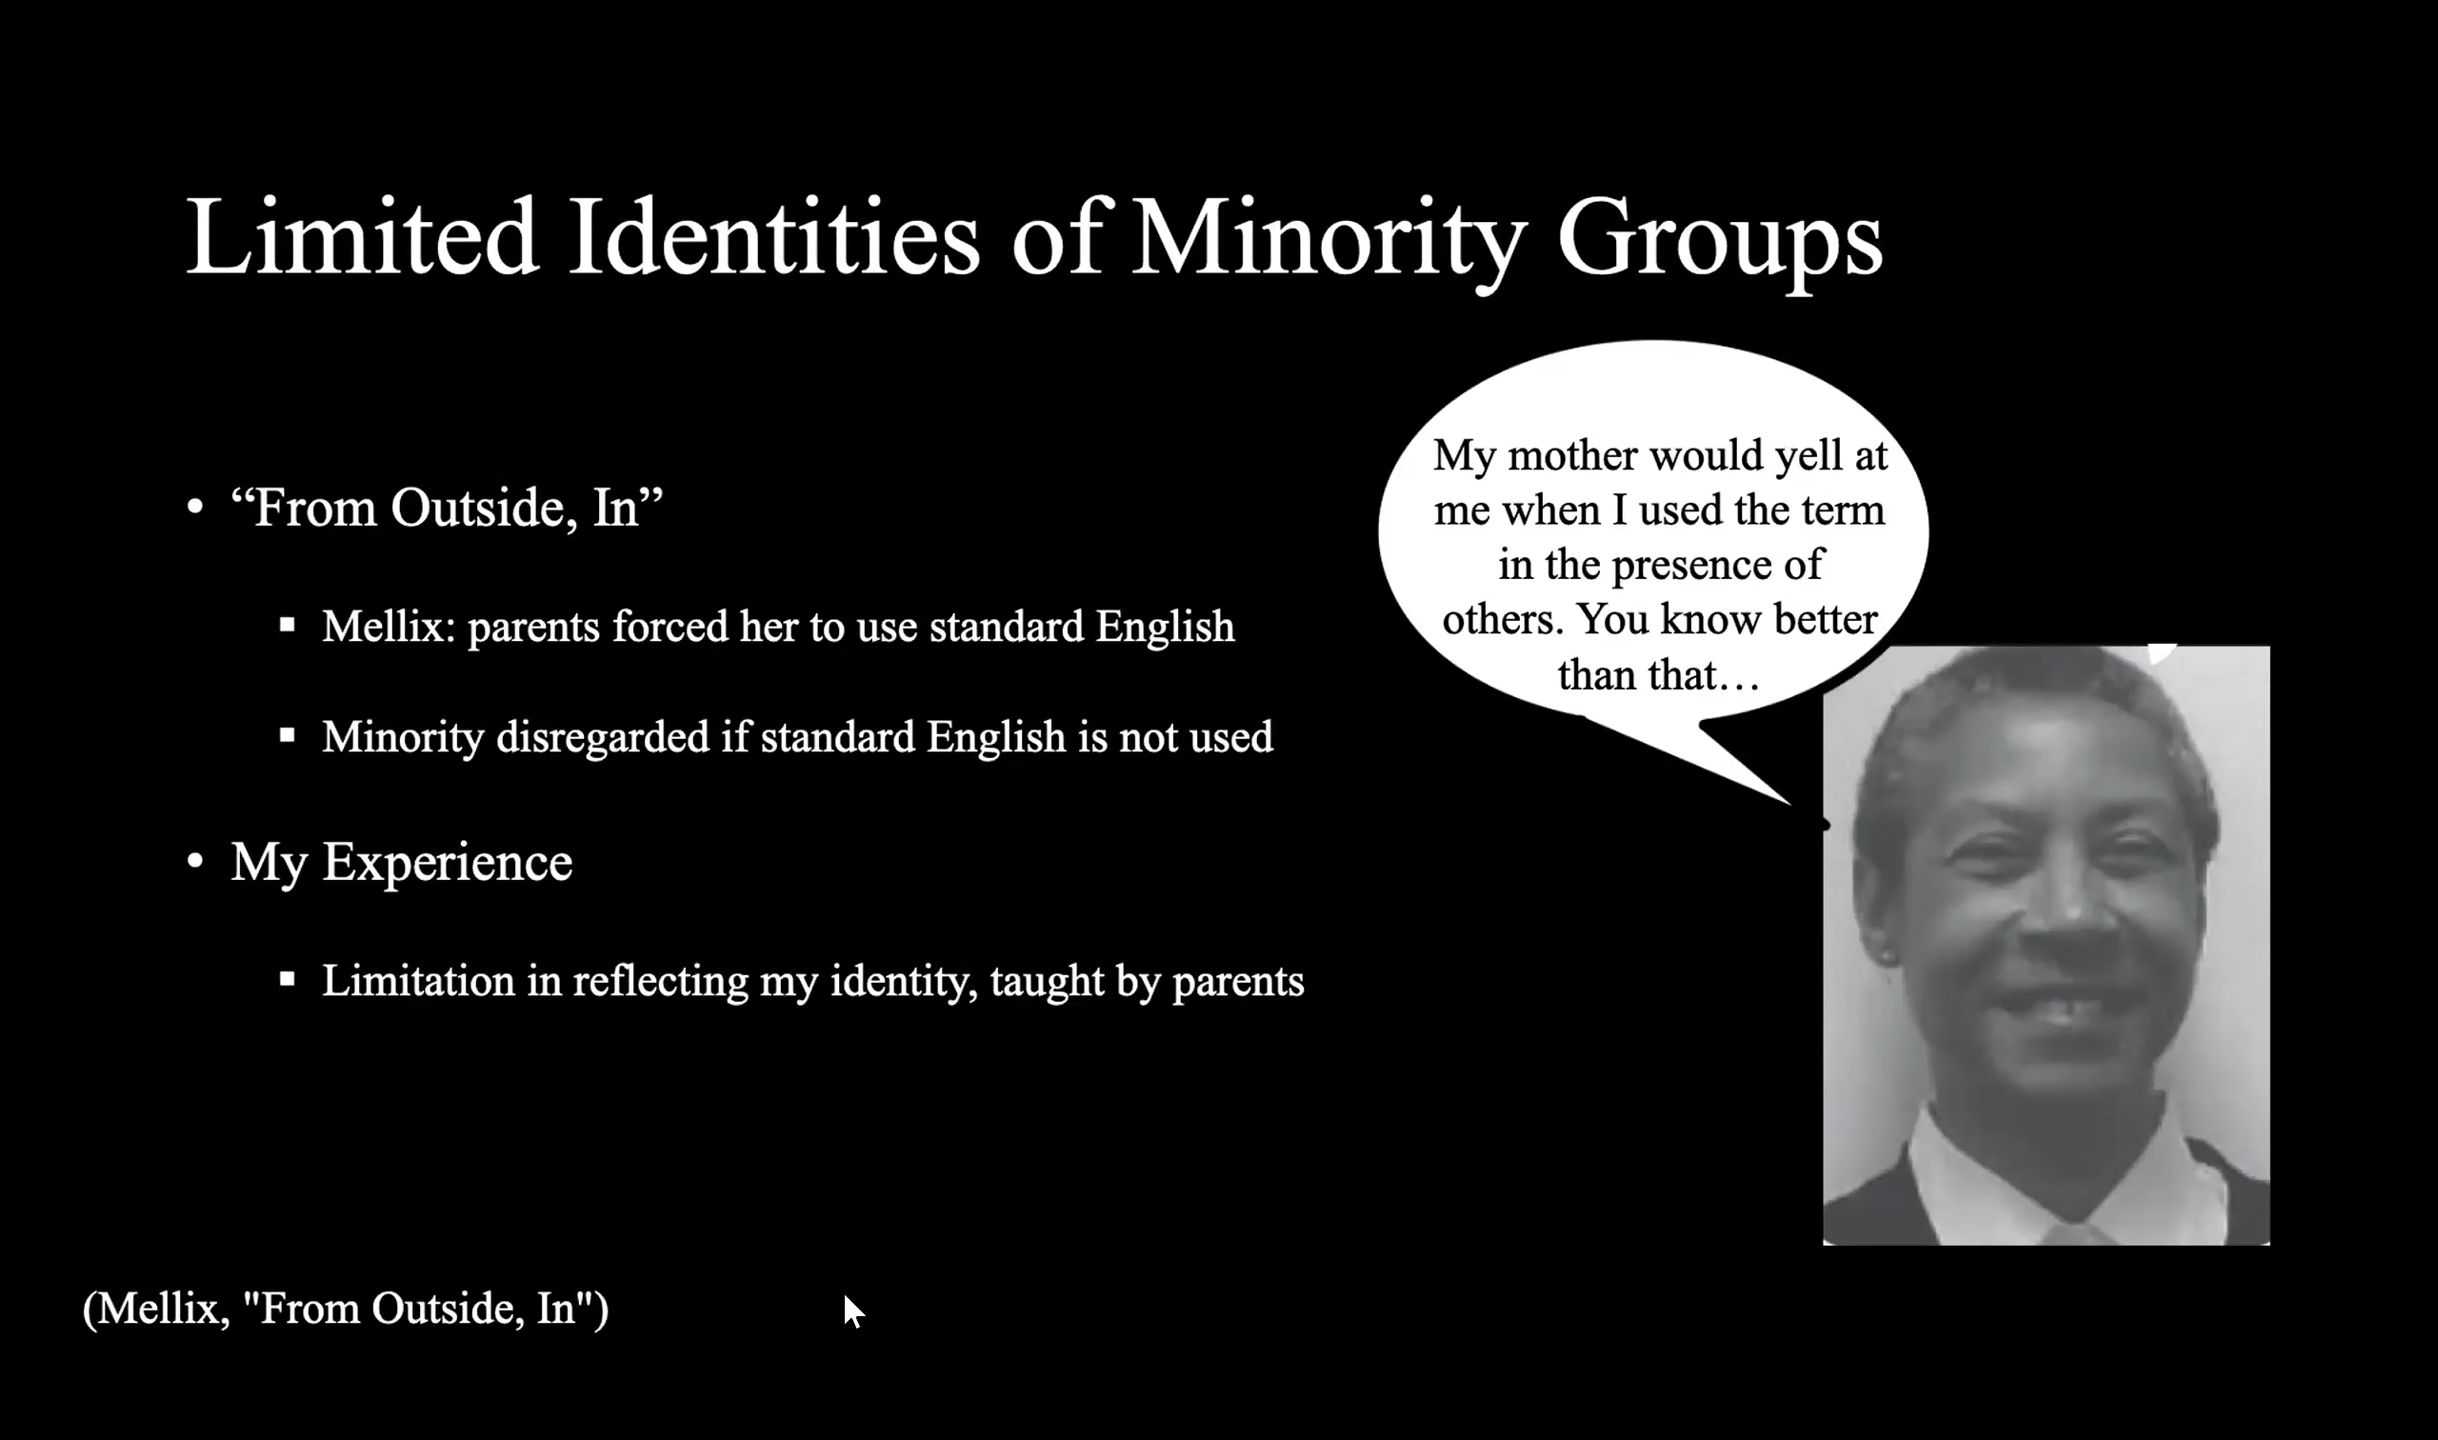 Limited Identities of Minority Groups
• “From Outside, In”
▪ Mellix: parents forced her to use standard English
▪ Minority disregarded if standard English is not used
• My Experience
▪ Limitation in reflecting my identity, taught by parents
My mother would yell at
me when I used the term
in the presence of
others. You know better
than that…
(Mellix, "From Outside, In")